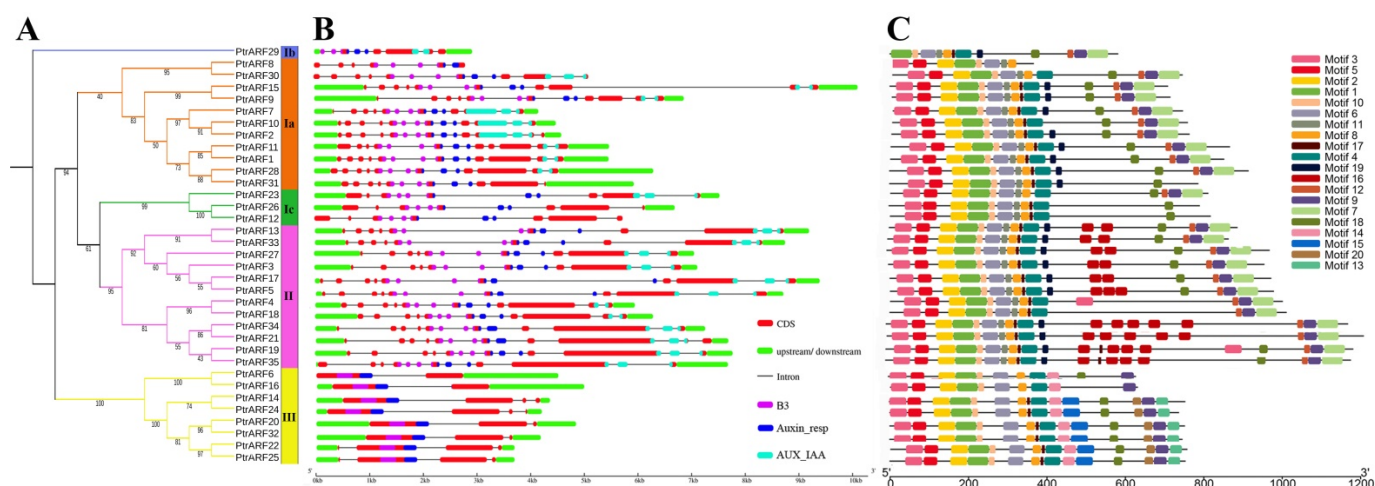 A
B
C
PtrARF29
PtrARF8
PtrARF30
PtrARF15
PtrARF9
PtrARF7
PtrARF10
PtrARF2
PtrARF11
PtrARF1
PtrARF28
PtrARF31
PtrARF23
PtrARF26
PtrARF12
PtrARF13
PtrARF33
PtrARF27
PtrARF3
PtrARF17
PtrARF5
PtrARF4
PtrARF18
PtrARF34
PtrARF21
PtrARF19
PtrARF35
PtrARF6
PtrARF16
PtrARF14
PtrARF24
PtrARF20
PtrARF32
PtrARF22
PtrARF25
Ib
Ia
Ic
II
III
95
40
99
83
97
91
50
85
73
88
94
99
100
91
92
95
96
81
86
55
43
100
100
74
100
96
81
97
CDS
upstream/ downstream
Intron
B3
Auxin_resp
AUX_IAA
5'
0kb
1kb
2kb
3kb
4kb
5kb
6kb
7kb
8kb
9kb
10kb
3'
Motif 3
Motif 5
Motif 2
Motif 1
Motif 10
Motif 6
Motif 11
Motif 8
Motif 17
Motif 4
Motif 19
Motif 16
Motif 12
Motif 9
Motif 7
Motif 18
Motif 14
Motif 15
Motif 20
Motif 13
5'
3'
0
200
400
600
800
1000
1200